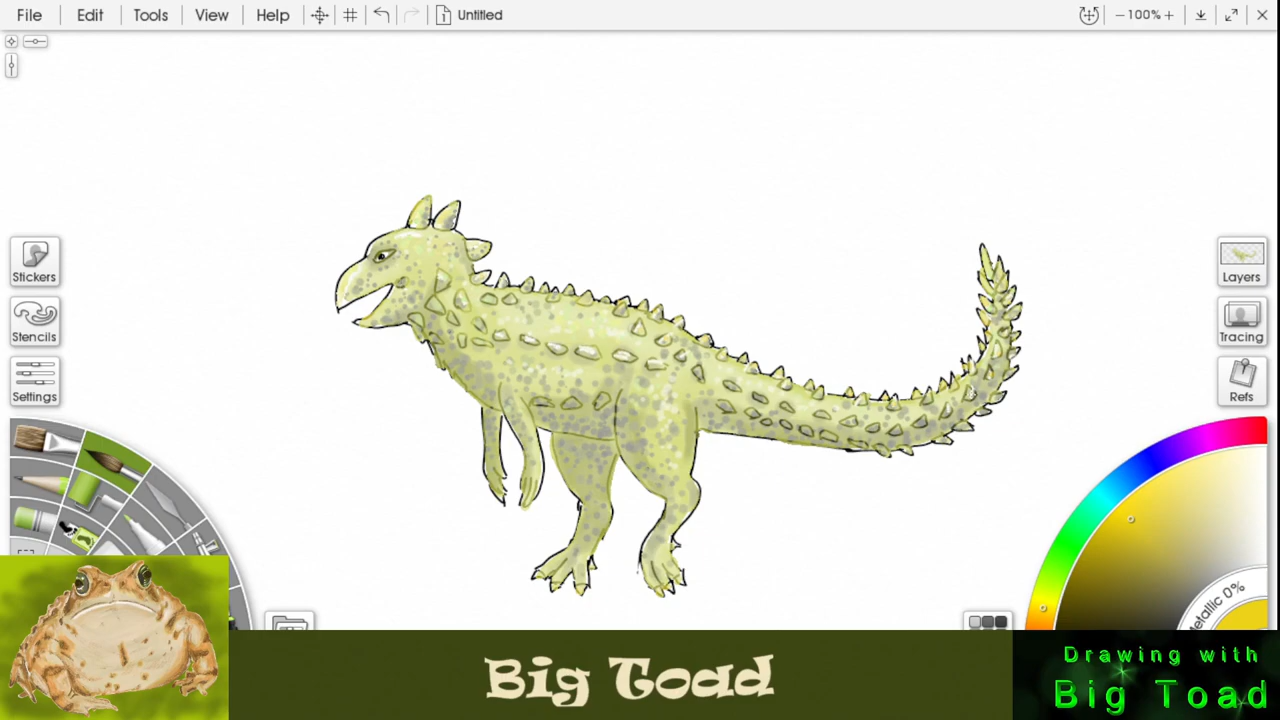 File Edit Tools View Help Untitled −100%+
Stickers
Stencils
Settings
Layers
Tracing
Refs
Metallic 0%
Big Toad
Drawing with
Big Toad